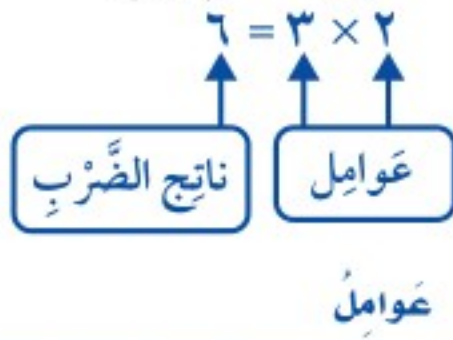 ٢ × ٣ = ٦
عَوامِل
ناتِج الضَّرْبِ
عَوامِلُ